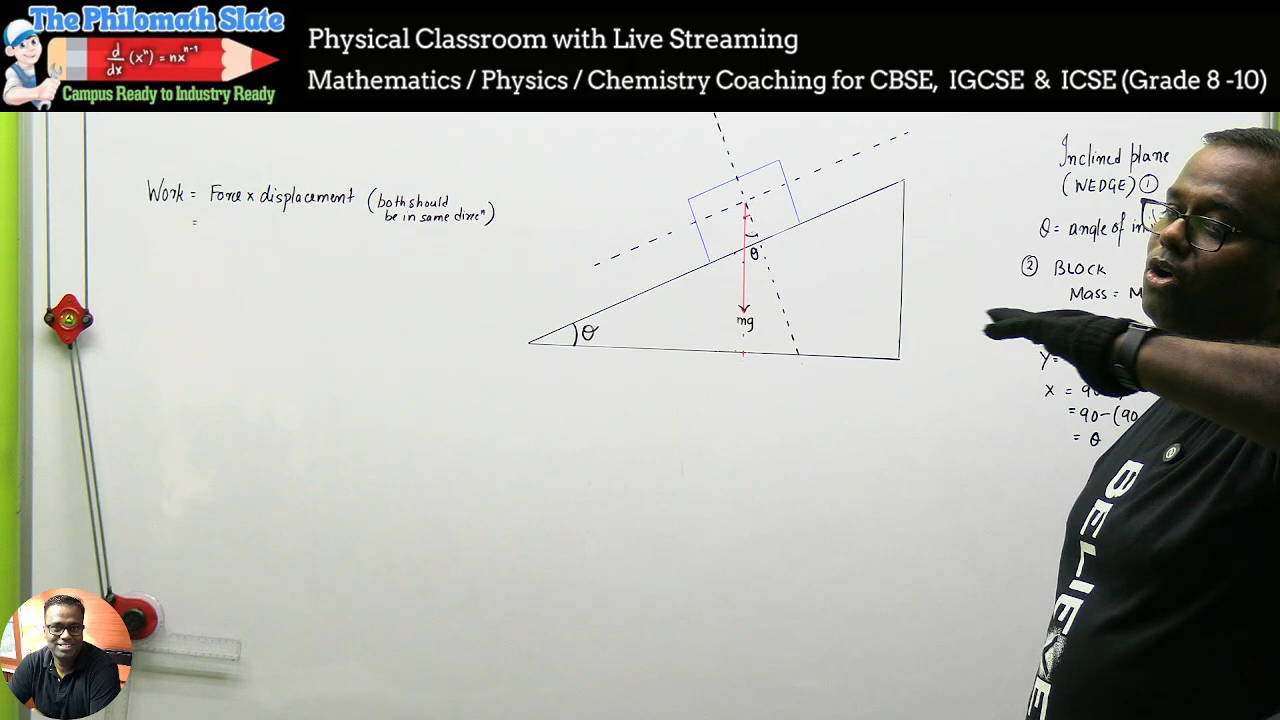 The Philomath Slate
d/dx (xⁿ) = nxⁿ⁻¹
Campus Ready to Industry Ready
Physical Classroom with Live Streaming
Mathematics / Physics / Chemistry Coaching for CBSE, IGCSE & ICSE (Grade 8 -10)
Work = Force × displacement (both should
be in same direcⁿ)
=
θ
mg
θ
Inclined plane
(WEDGE) ①
θ = angle of
② BLOCK
Mass =
Y =
X =
= 90-(90
= θ
BELIEVE